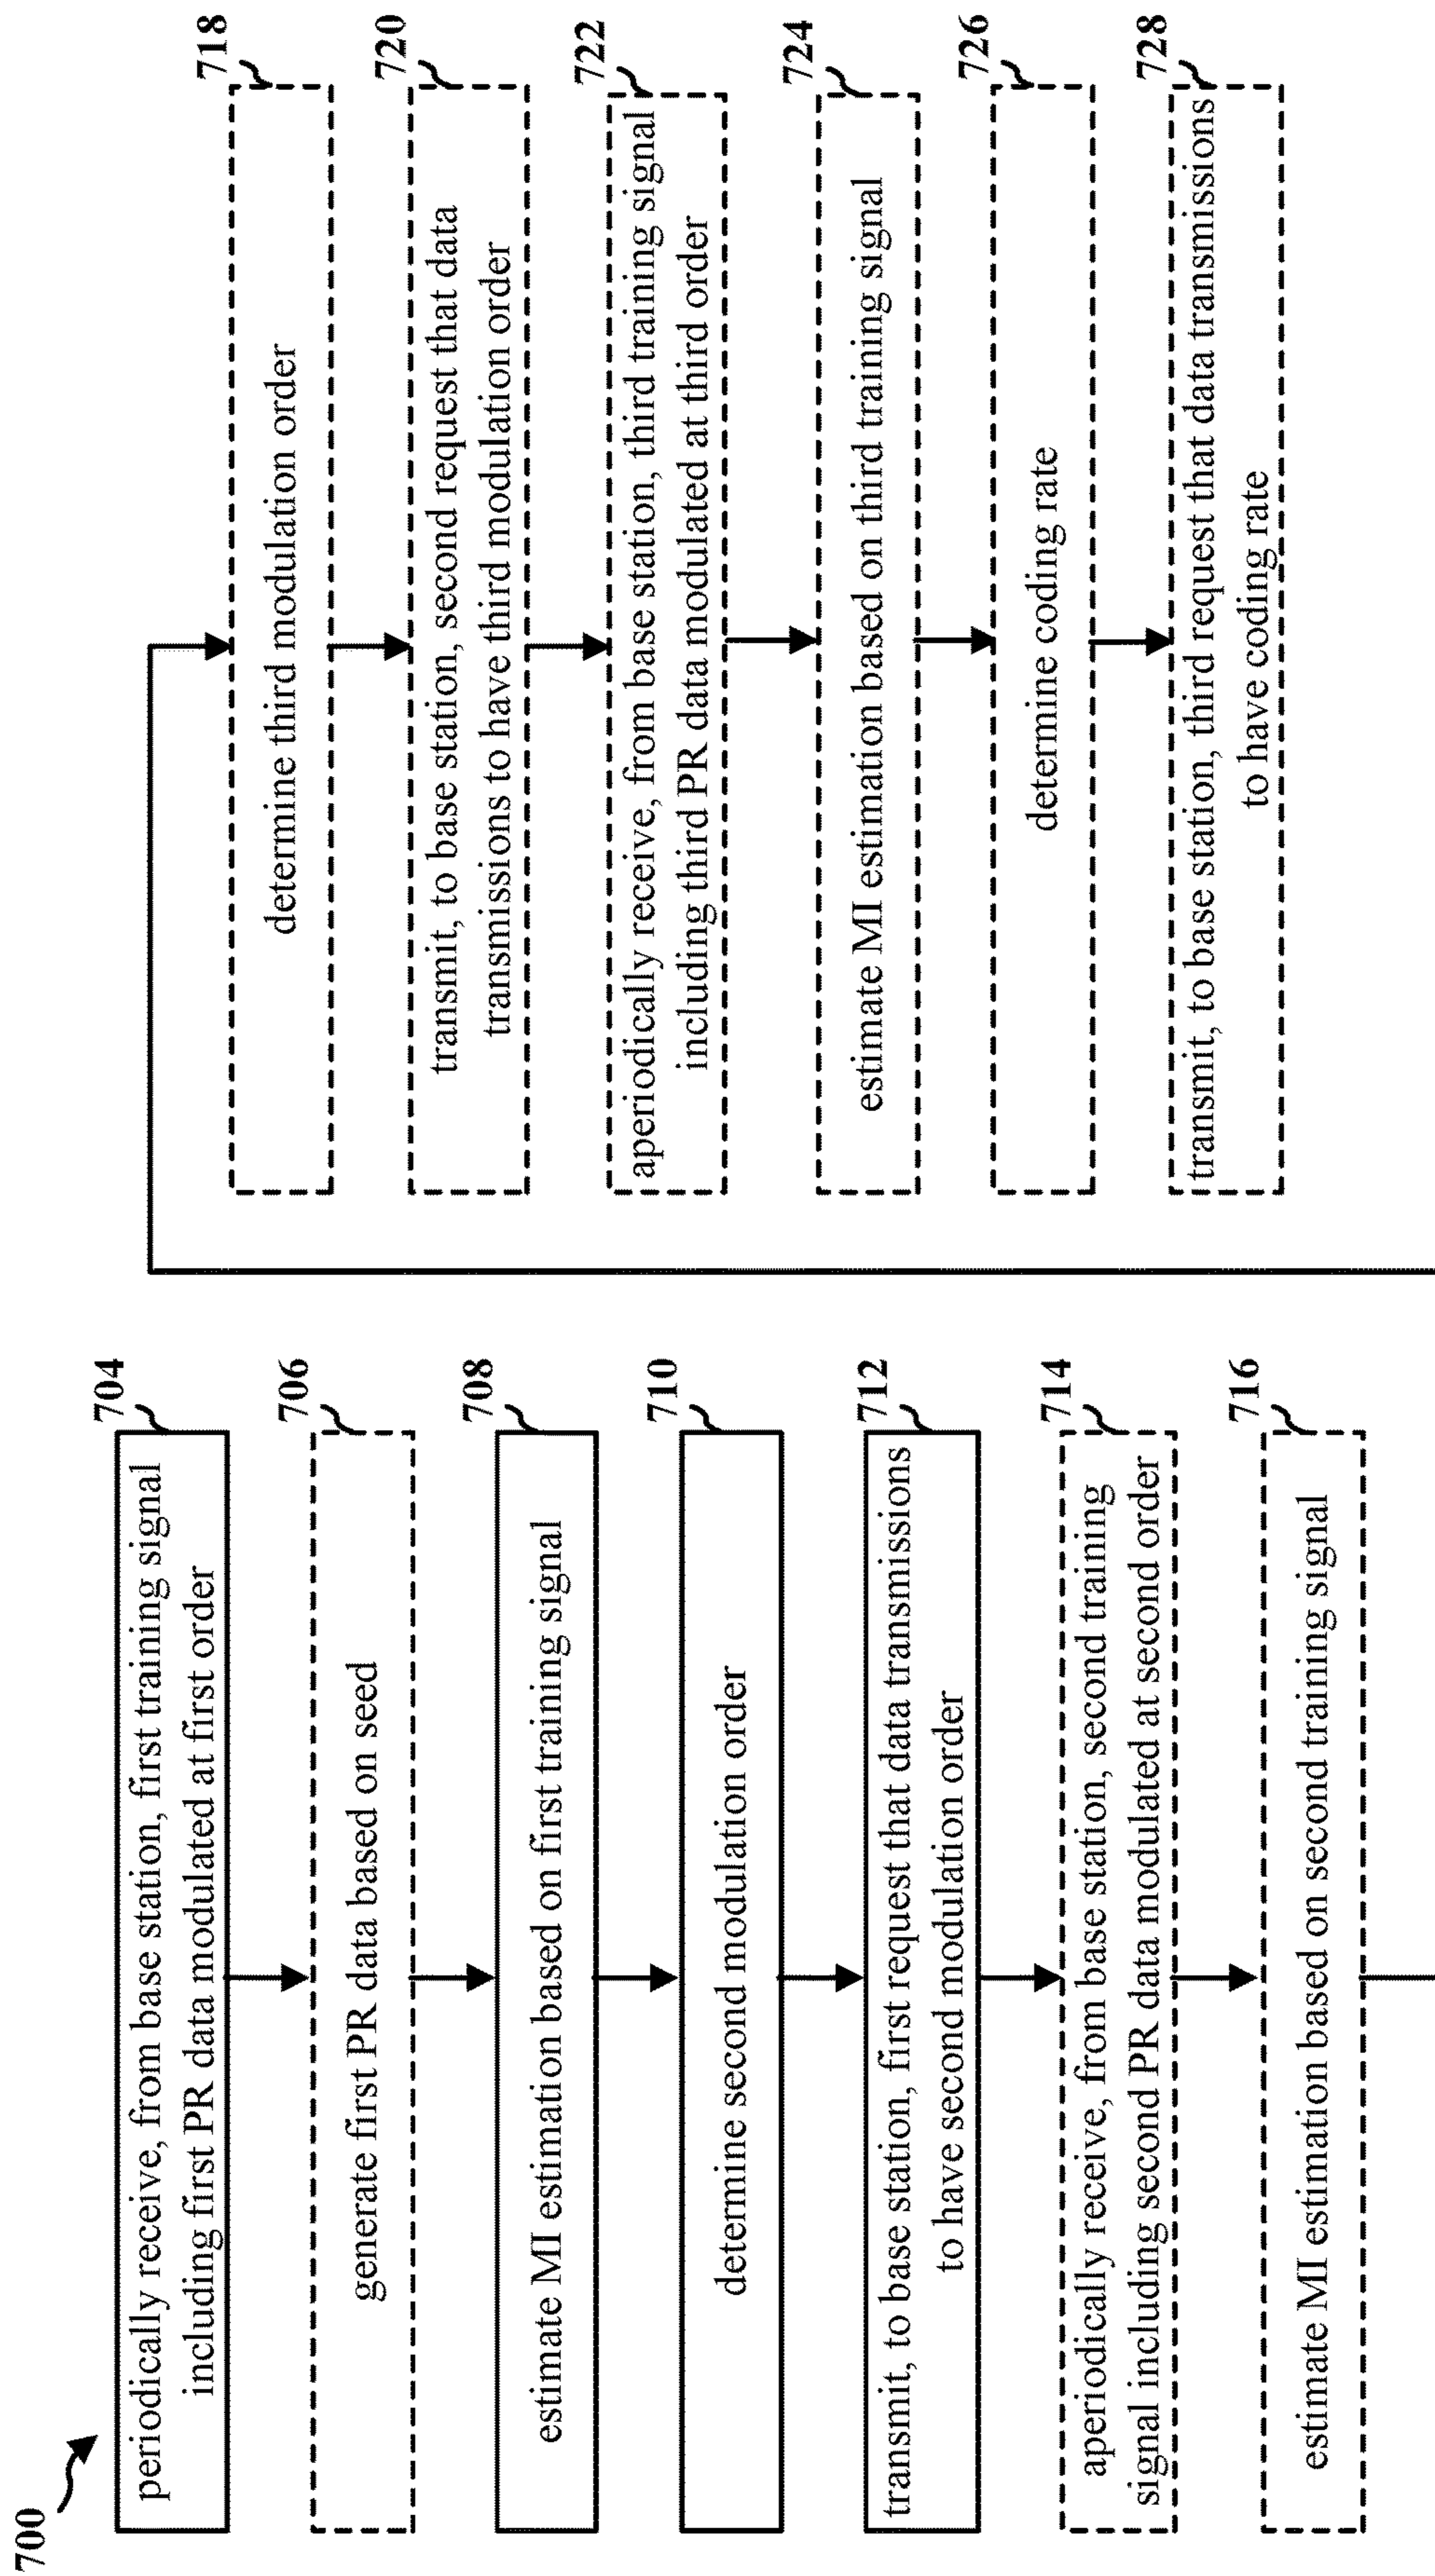 700
704
periodically receive, from base station, first training signal
including first PR data modulated at first order
706
generate first PR data based on seed
708
estimate MI estimation based on first training signal
710
determine second modulation order
712
transmit, to base station, first request that data transmissions
to have second modulation order
714
aperiodically receive, from base station, second training
signal including second PR data modulated at second order
716
estimate MI estimation based on second training signal
718
determine third modulation order
720
transmit, to base station, second request that data
transmissions to have third modulation order
722
aperiodically receive, from base station, third training signal
including third PR data modulated at third order
724
estimate MI estimation based on third training signal
726
determine coding rate
728
transmit, to base station, third request that data transmissions
to have coding rate